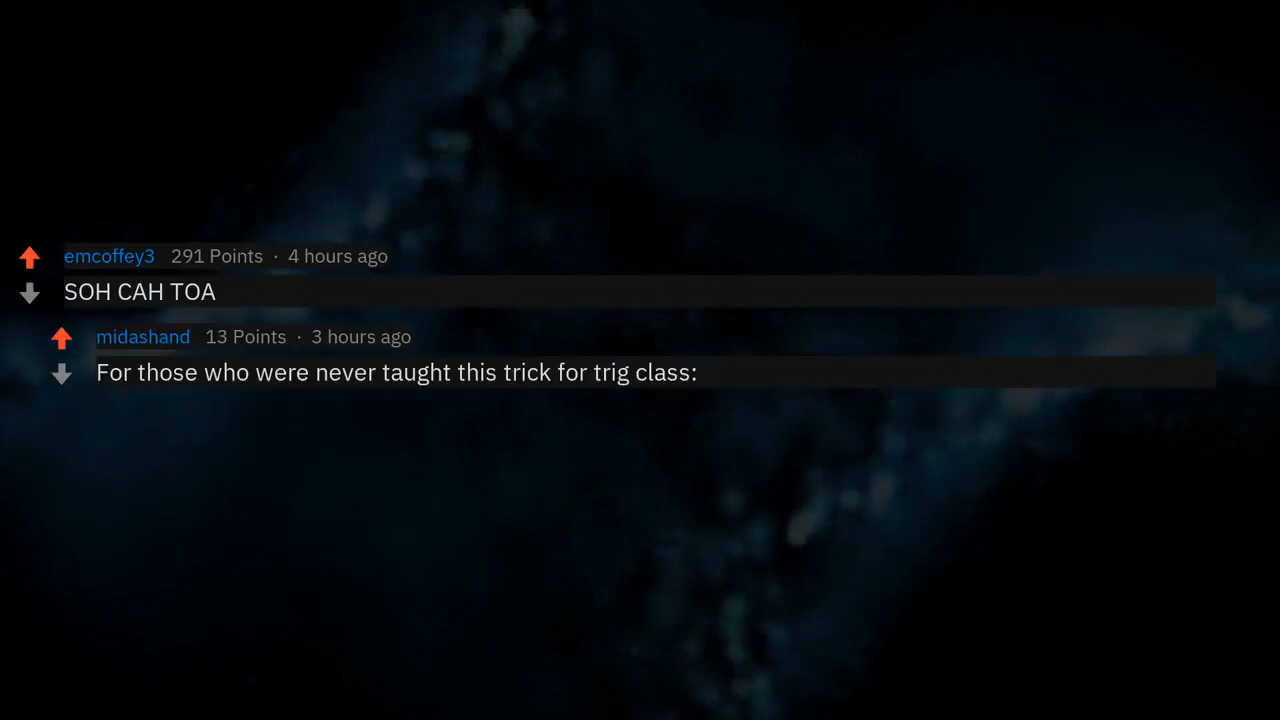 emcoffey3 291 Points · 4 hours ago
SOH CAH TOA
midashand 13 Points · 3 hours ago
For those who were never taught this trick for trig class: